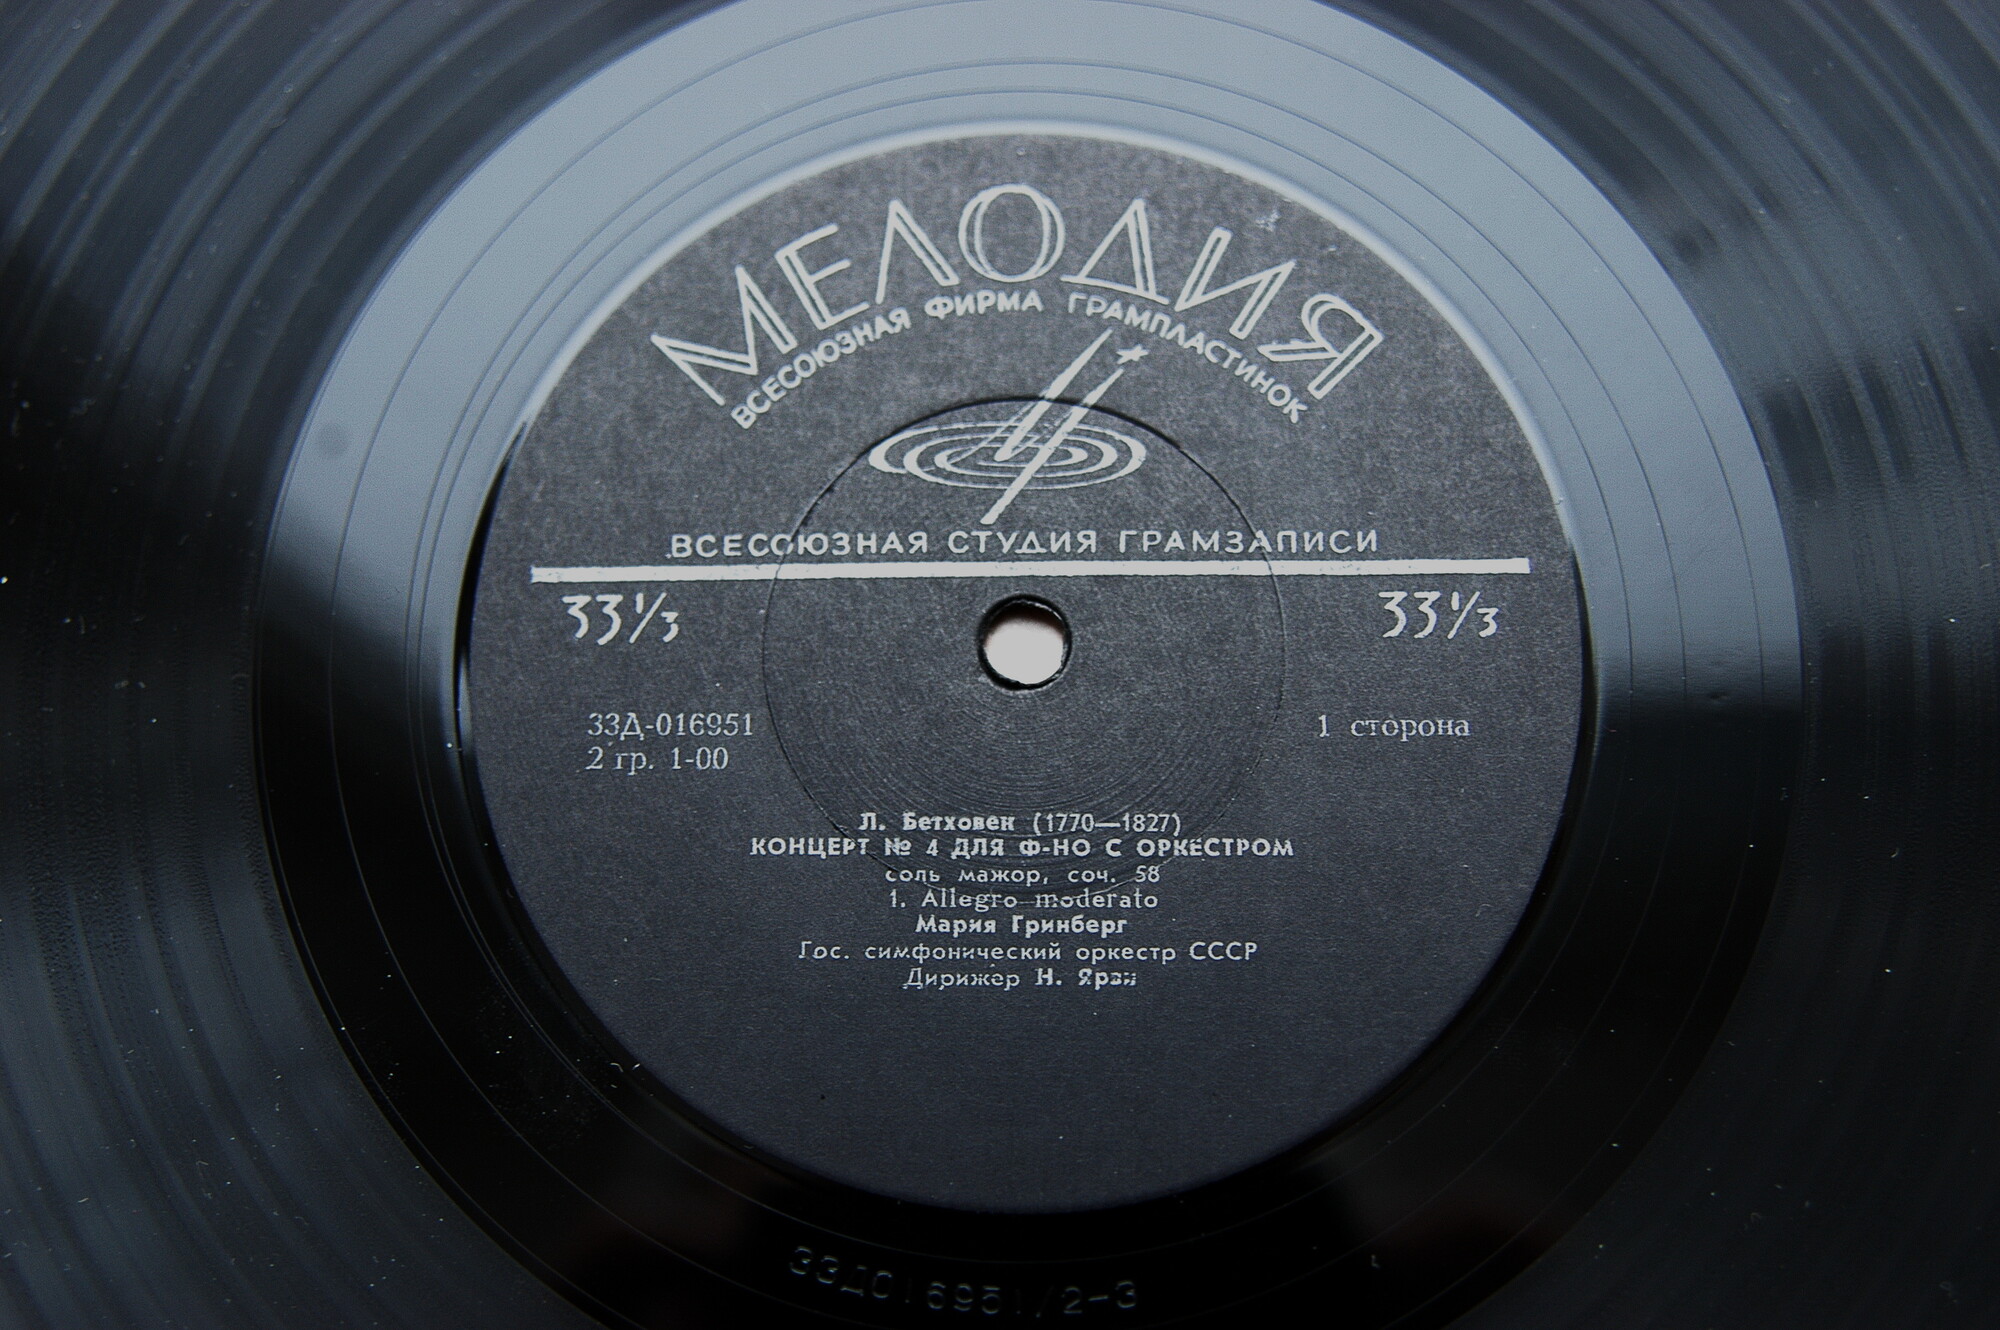 МЕЛОДИЯ
ВСЕСОЮЗНАЯ ФИРМА ГРАМПЛАСТИНОК
ВСЕСОЮЗНАЯ СТУДИЯ ГРАМЗАПИСИ
33⅓ 33⅓
33Д-016951 1 сторона
2 гр. 1-00
Л. Бетховен (1770—1827)
КОНЦЕРТ № 4 ДЛЯ Ф-НО С ОРКЕСТРОМ
соль мажор, соч. 58
1. Allegro moderato
Мария Гринберг
Гос. симфонический оркестр СССР
Дирижер Н. Ярви
33Д016951/2-3